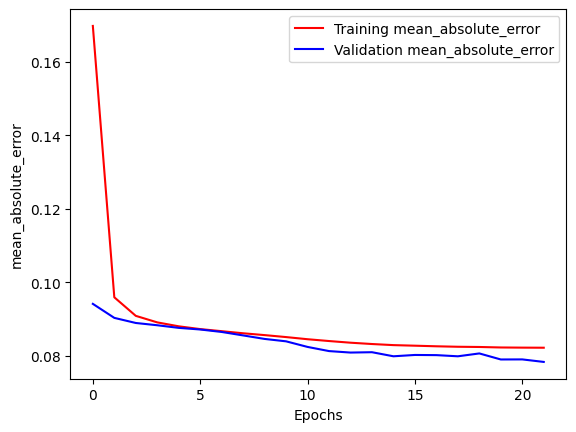 Training mean_absolute_error
Validation mean_absolute_error
mean_absolute_error
0.16
0.14
0.12
0.10
0.08
0 5 10 15 20
Epochs